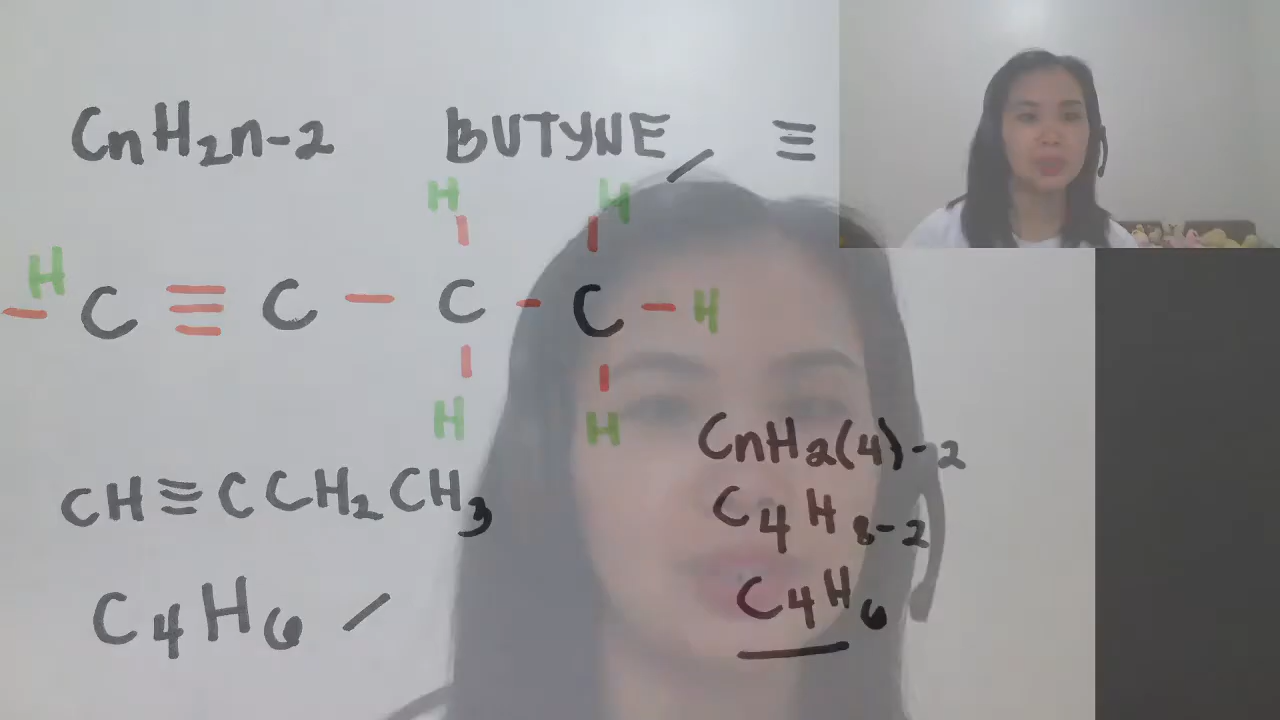 CnH2n-2 BUTYNE ≡
H H
H
- C ≡ C - C - C - H
H H
CnH2(4)-2
CH≡CCH2CH3
C4H8-2
C4H6
C4H6